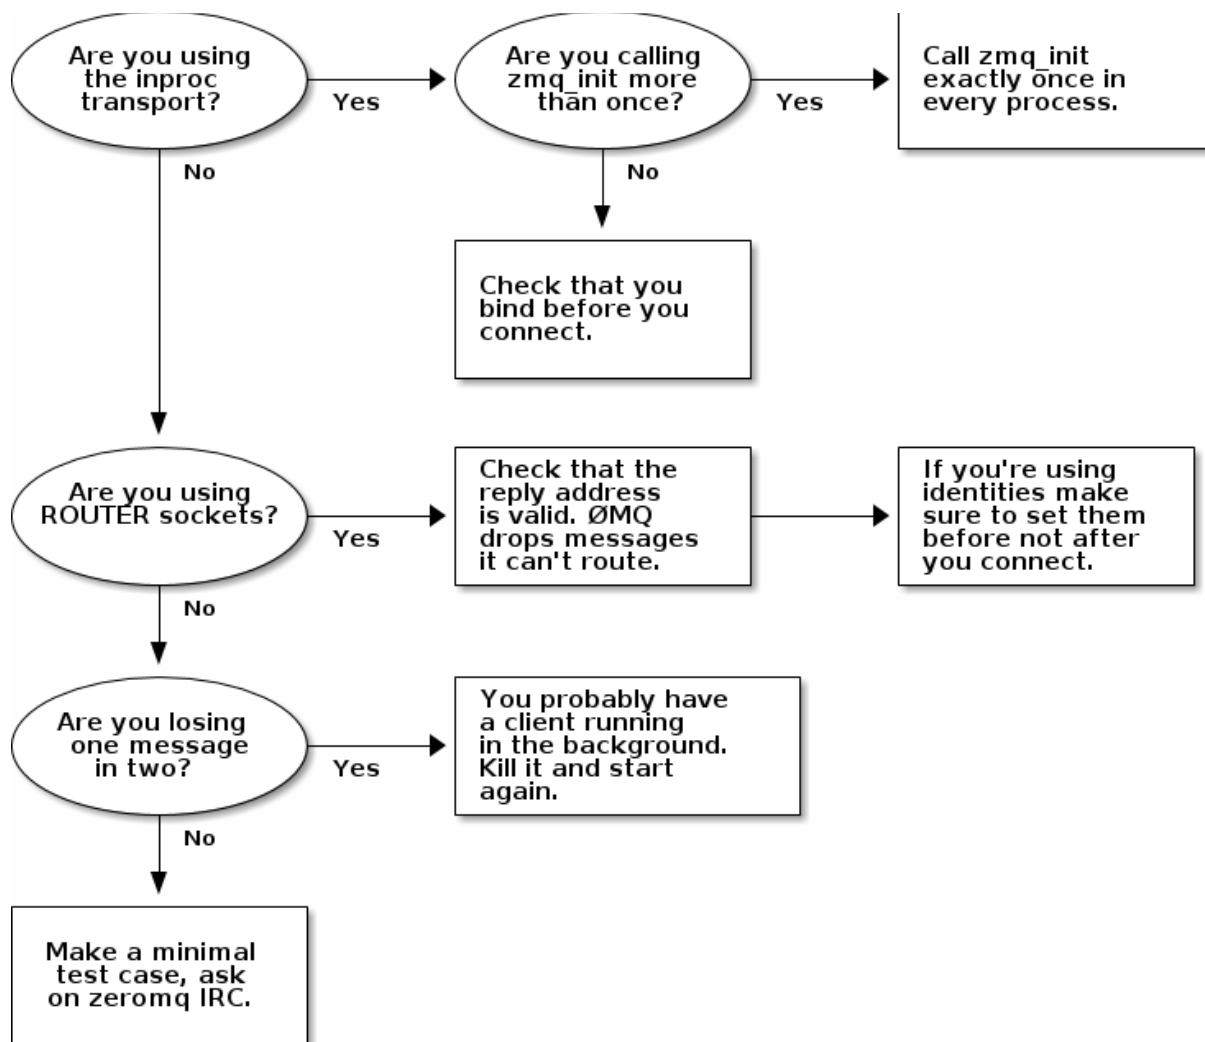 Are you using
the inproc
transport?
Yes
Are you calling
zmq_init more
than once?
Yes
Call zmq_init
exactly once in
every process.
No
No
Check that you
bind before you
connect.
Are you using
ROUTER sockets?
Yes
Check that the
reply address
is valid. ØMQ
drops messages
it can't route.
If you're using
identities make
sure to set them
before not after
you connect.
No
Are you losing
one message
in two?
Yes
You probably have
a client running
in the background.
Kill it and start
again.
No
Make a minimal
test case, ask
on zeromq IRC.